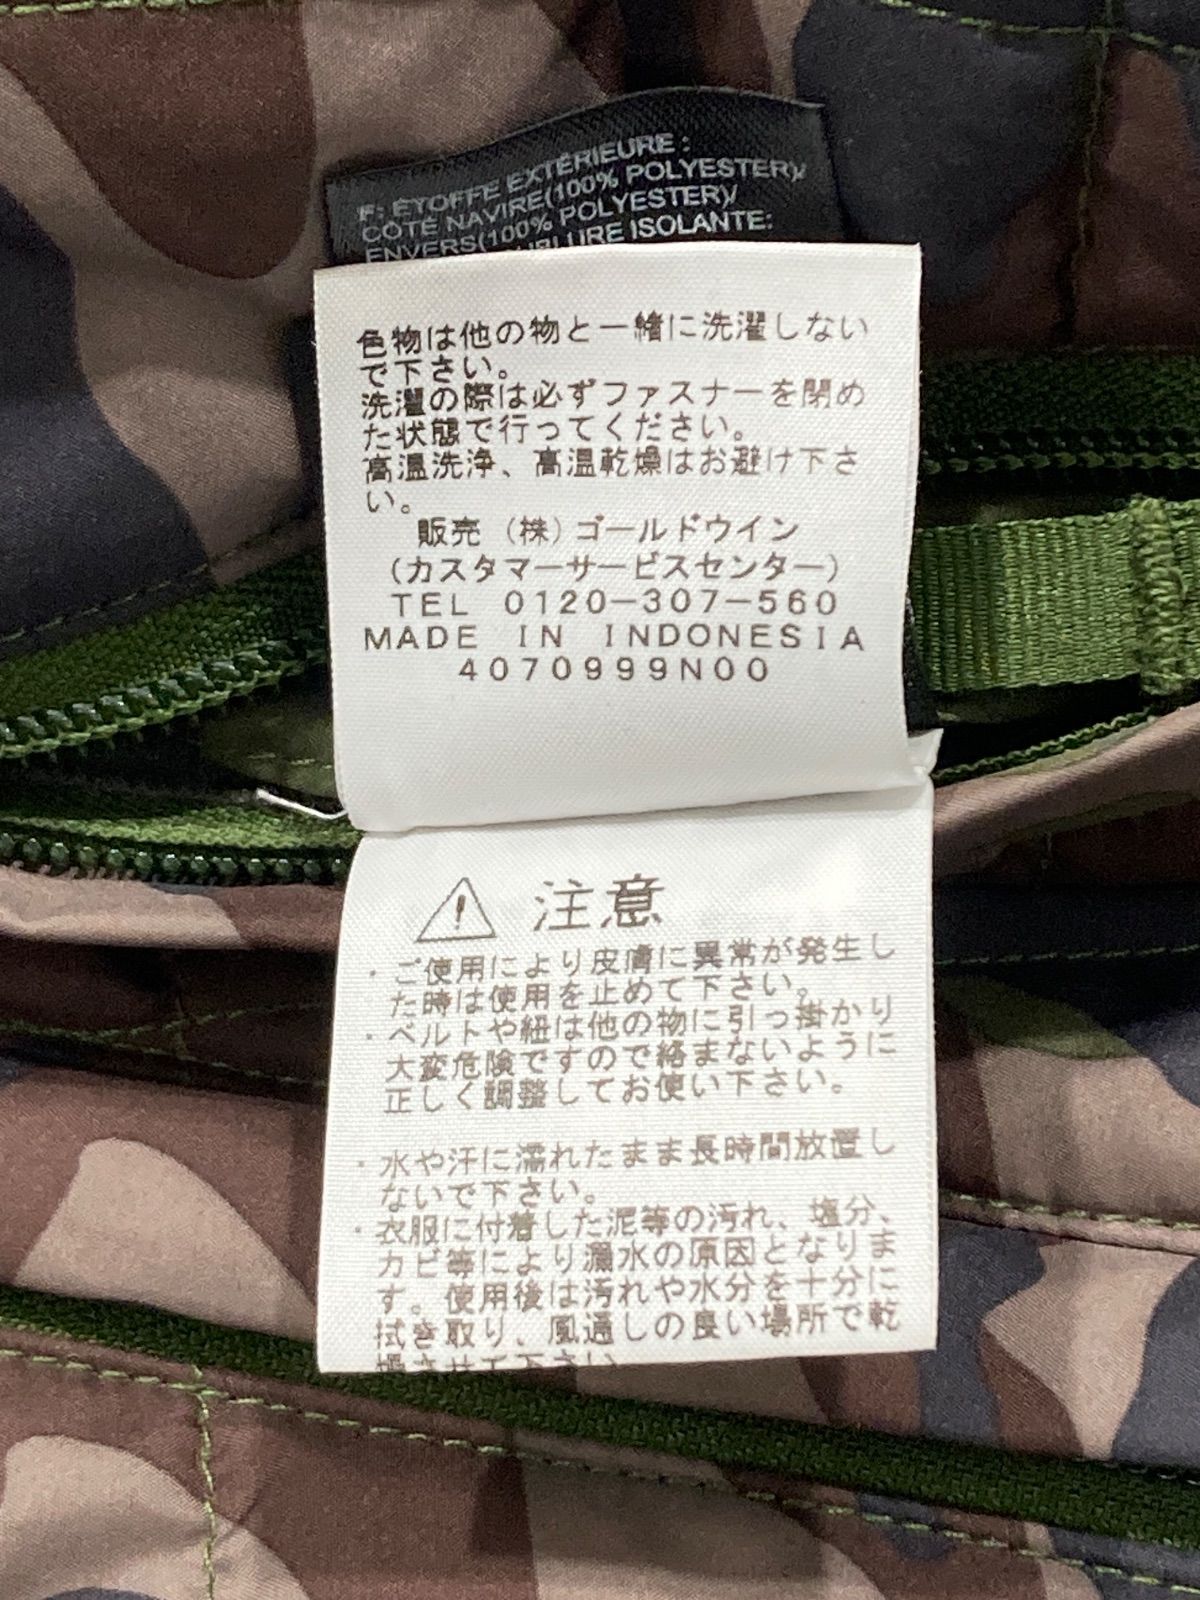 F: ÉTOFFE EXTÉRIEURE :
CÔTÉ NAVIRE(100% POLYESTER)/
ENVERS(100% POLYESTER)/
ISOLANTE:
色物は他の物と一緒に洗濯しない
で下さい。
洗濯の際は必ずファスナーを閉め
た状態で行ってください。
高温洗浄、高温乾燥はお避け下さ
い。
販売 (株)ゴールドウイン
(カスタマーサービスセンター)
TEL 0120-307-560
MADE IN INDONESIA
4070999N00
注意
・ご使用により皮膚に異常が発生し
た時は使用を止めて下さい。
・ベルトや紐は他の物に引っ掛かり
大変危険ですので絡まないように
正しく調整してお使い下さい。
・水や汗に濡れたまま長時間放置し
ないで下さい。
・衣服に付着した泥等の汚れ、塩分、
カビ等により漏水の原因となりま
す。使用後は汚れや水分を十分に
拭き取り、風通しの良い場所で乾
燥させて下さい